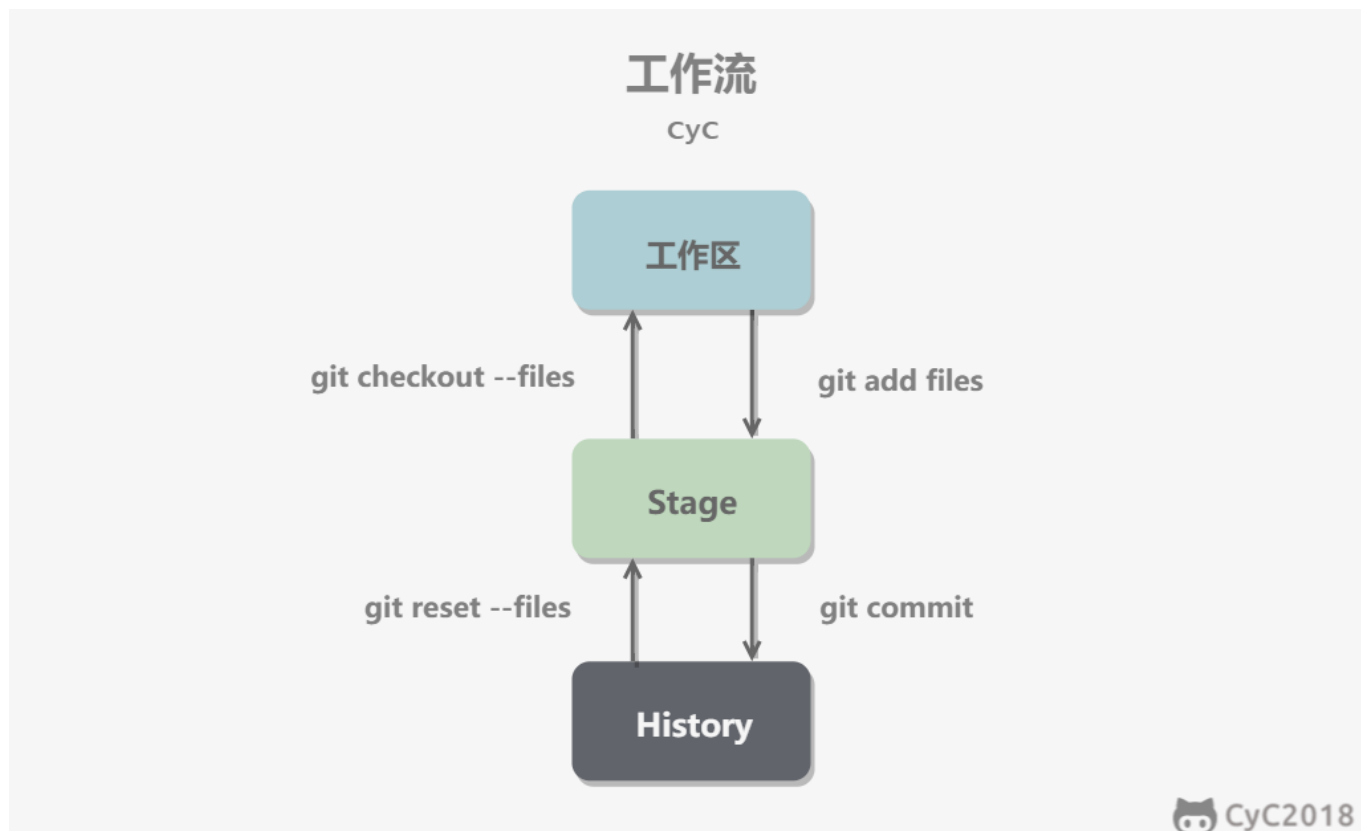 工作流
CyC
工作区
git checkout --files
git add files
Stage
git reset --files
git commit
History
CyC2018